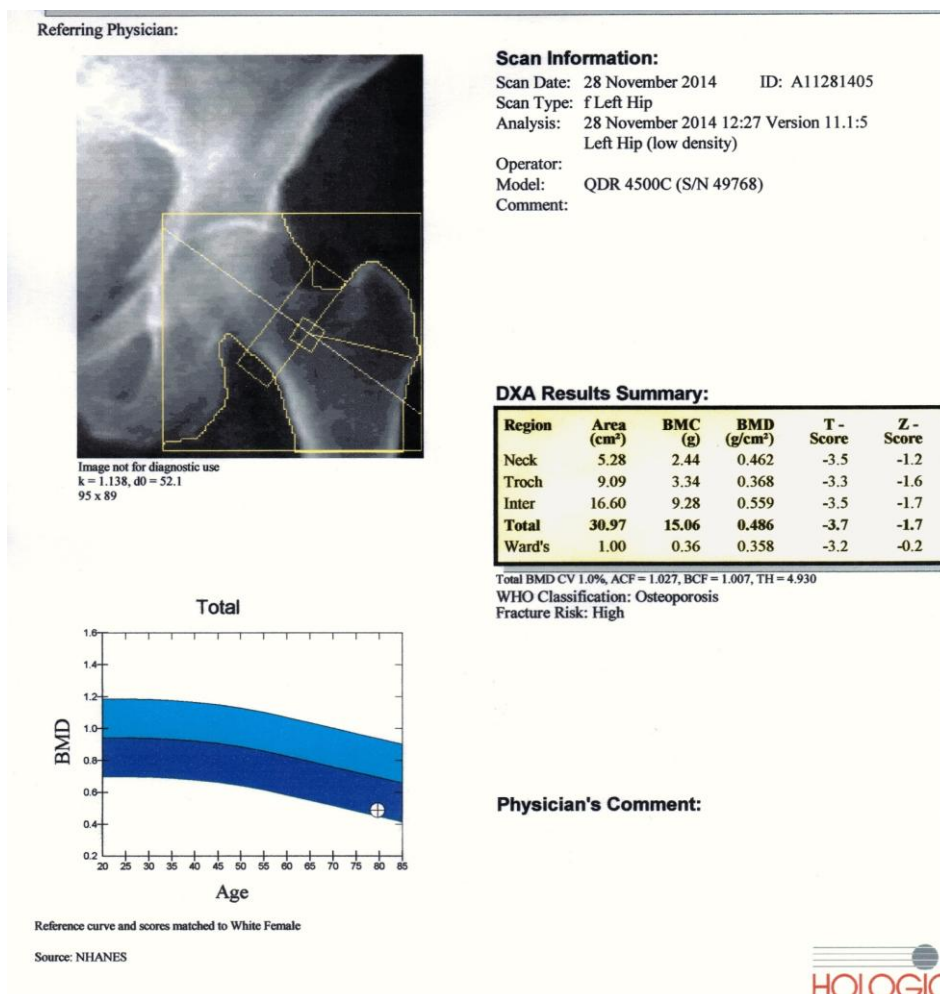 Referring Physician:
Image not for diagnostic use
k = 1.138, d0 = 52.1
95 x 89
Total
1.6
1.4
1.2
1.0
0.8
0.6
0.4
0.2
BMD
20 25 30 35 40 45 50 55 60 65 70 75 80 85
Age
Reference curve and scores matched to White Female
Source: NHANES
Scan Information:
Scan Date: 28 November 2014 ID: A11281405
Scan Type: f Left Hip
Analysis: 28 November 2014 12:27 Version 11.1:5
Left Hip (low density)
Operator:
Model: QDR 4500C (S/N 49768)
Comment:
DXA Results Summary:
Region Area (cm²) BMC (g) BMD (g/cm²) T - Score Z - Score
Neck 5.28 2.44 0.462 -3.5 -1.2
Troch 9.09 3.34 0.368 -3.3 -1.6
Inter 16.60 9.28 0.559 -3.5 -1.7
Total 30.97 15.06 0.486 -3.7 -1.7
Ward's 1.00 0.36 0.358 -3.2 -0.2
Total BMD CV 1.0%, ACF = 1.027, BCF = 1.007, TH = 4.930
WHO Classification: Osteoporosis
Fracture Risk: High
Physician's Comment:
HOLOGIC